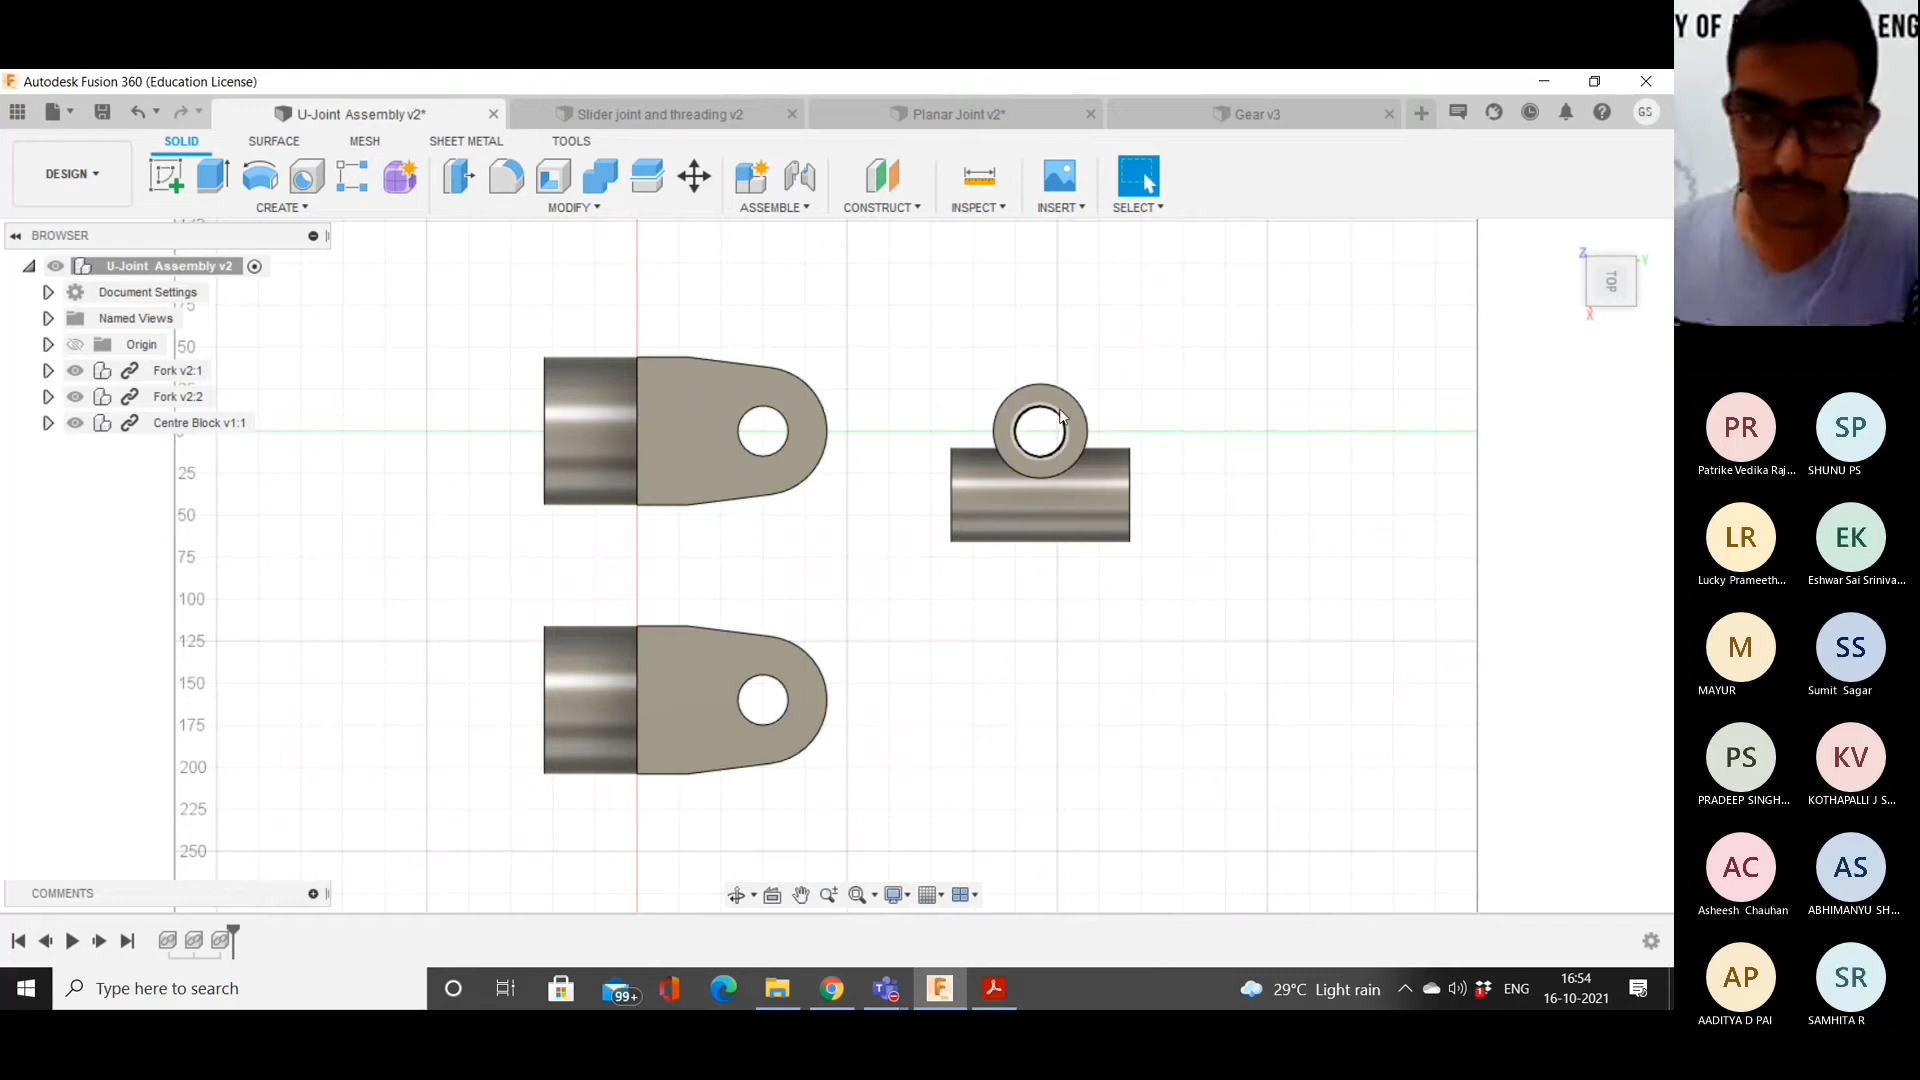 Y OF A ENG
Autodesk Fusion 360 (Education License)
U-Joint Assembly v2*
Slider joint and threading v2
Planar Joint v2*
Gear v3
GS
DESIGN
SOLID
SURFACE
MESH
SHEET METAL
TOOLS
CREATE
MODIFY
ASSEMBLE
CONSTRUCT
INSPECT
INSERT
SELECT
BROWSER
U-Joint Assembly v2
Document Settings
Named Views
Origin
Fork v2:1
Fork v2:2
Centre Block v1:1
75
50
25
50
75
100
125
150
175
200
225
250
Z
Y
TOP
X
COMMENTS
Type here to search
99+
29°C Light rain
ENG
16:54
16-10-2021
PR
Patrike Vedika Raj...
SP
SHUNU PS
LR
Lucky Prameeth...
EK
Eshwar Sai Sriniva...
M
MAYUR
SS
Sumit Sagar
PS
PRADEEP SINGH...
KV
KOTHAPALLI J S...
AC
Asheesh Chauhan
AS
ABHIMANYU SH...
AP
AADITYA D PAI
SR
SAMHITA R